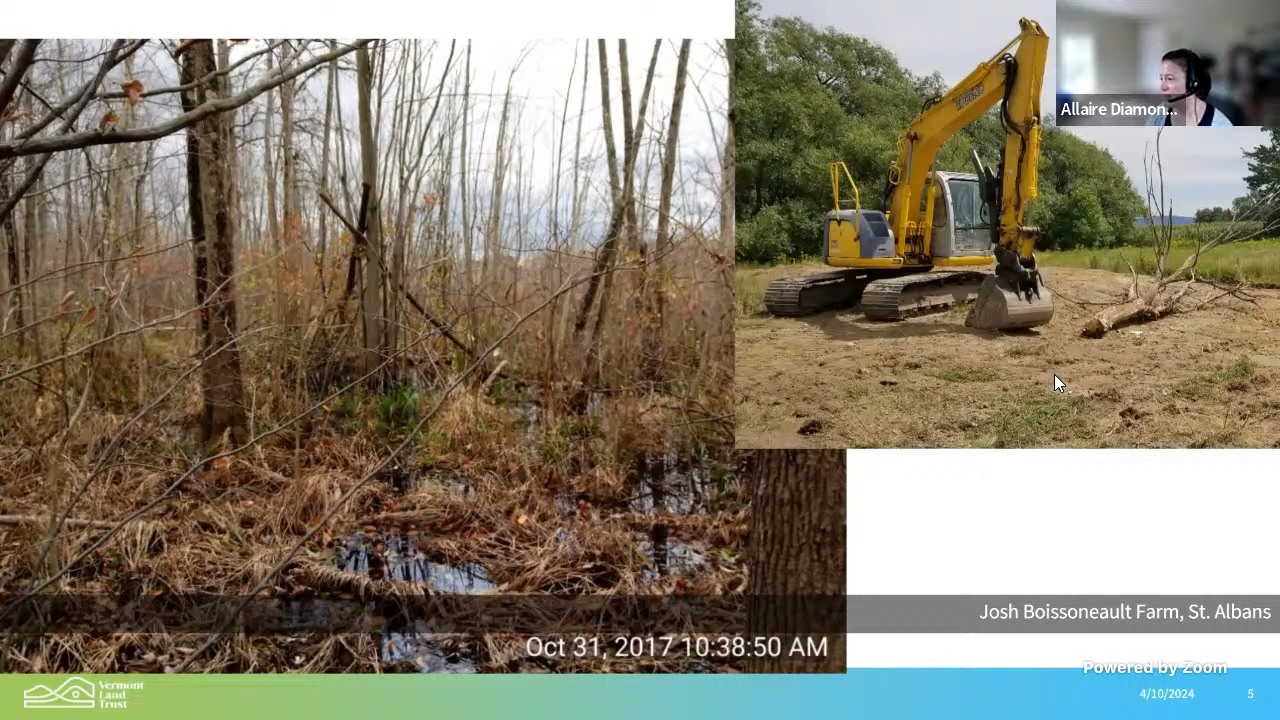 Allaire Diamon...
Josh Boissoneault Farm, St. Albans
Oct 31, 2017 10:38:50 AM
Powered by Zoom
Vermont
Land
Trust
4/10/2024
5